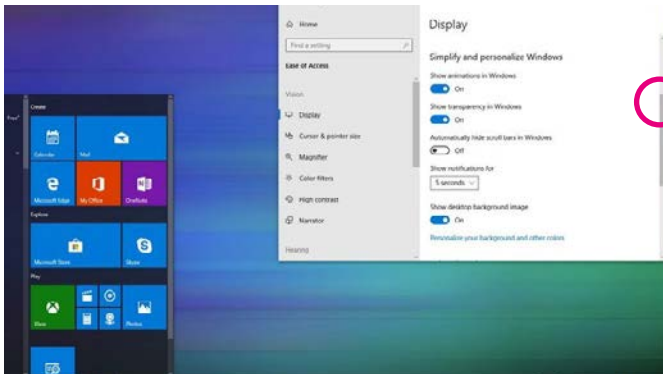 Home
Find a setting
Ease of Access
Vision
Display
Cursor & pointer size
Magnifier
Color filters
High contrast
Narrator
Hearing
Display
Simplify and personalize Windows
Show animations in Windows
On
Show transparency in Windows
On
Automatically hide scroll bars in Windows
Off
Show notifications for
5 seconds
Show desktop background image
On
Personalize your background and other colors
Create
Calendar
Mail
Microsoft Edge
My Office
OneNote
Explore
Microsoft Store
Skype
Play
Xbox
Photos